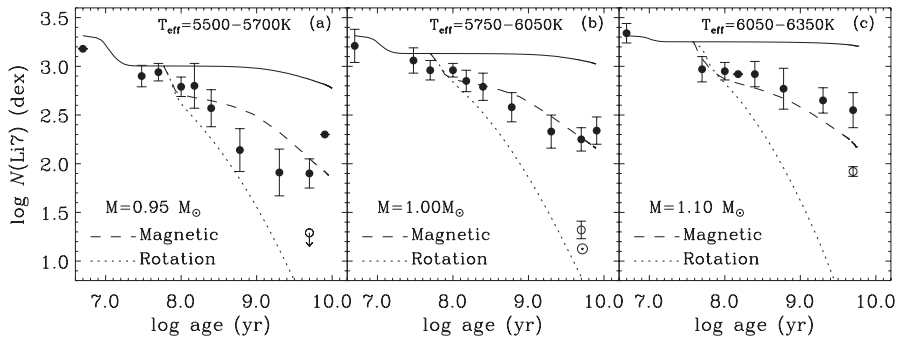 T_eff=5500−5700K (a)
T_eff=5750−6050K (b)
T_eff=6050−6350K (c)
3.5
3.0
2.5
2.0
1.5
1.0
log N(Li7) (dex)
M=0.95 M⊙
Magnetic
Rotation
M=1.00M⊙
Magnetic
Rotation
M=1.10 M⊙
Magnetic
Rotation
7.0 8.0 9.0 10.0
7.0 8.0 9.0 10.0
7.0 8.0 9.0 10.0
log age (yr)
log age (yr)
log age (yr)